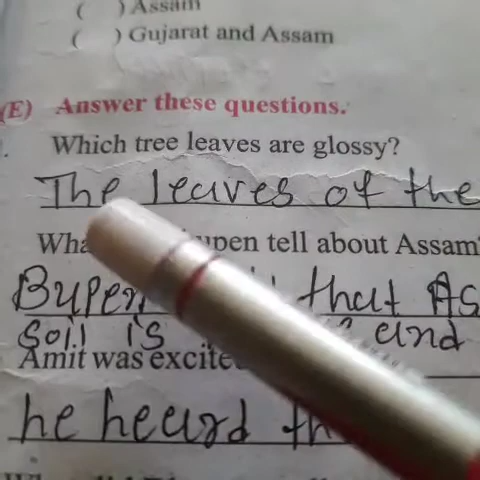 ( ) Assam
( ) Gujarat and Assam
(E) Answer these questions.
Which tree leaves are glossy?
The leaves of the
upen tell about Assam
Bupen that As
soil is and
Amit was excite
he heard th